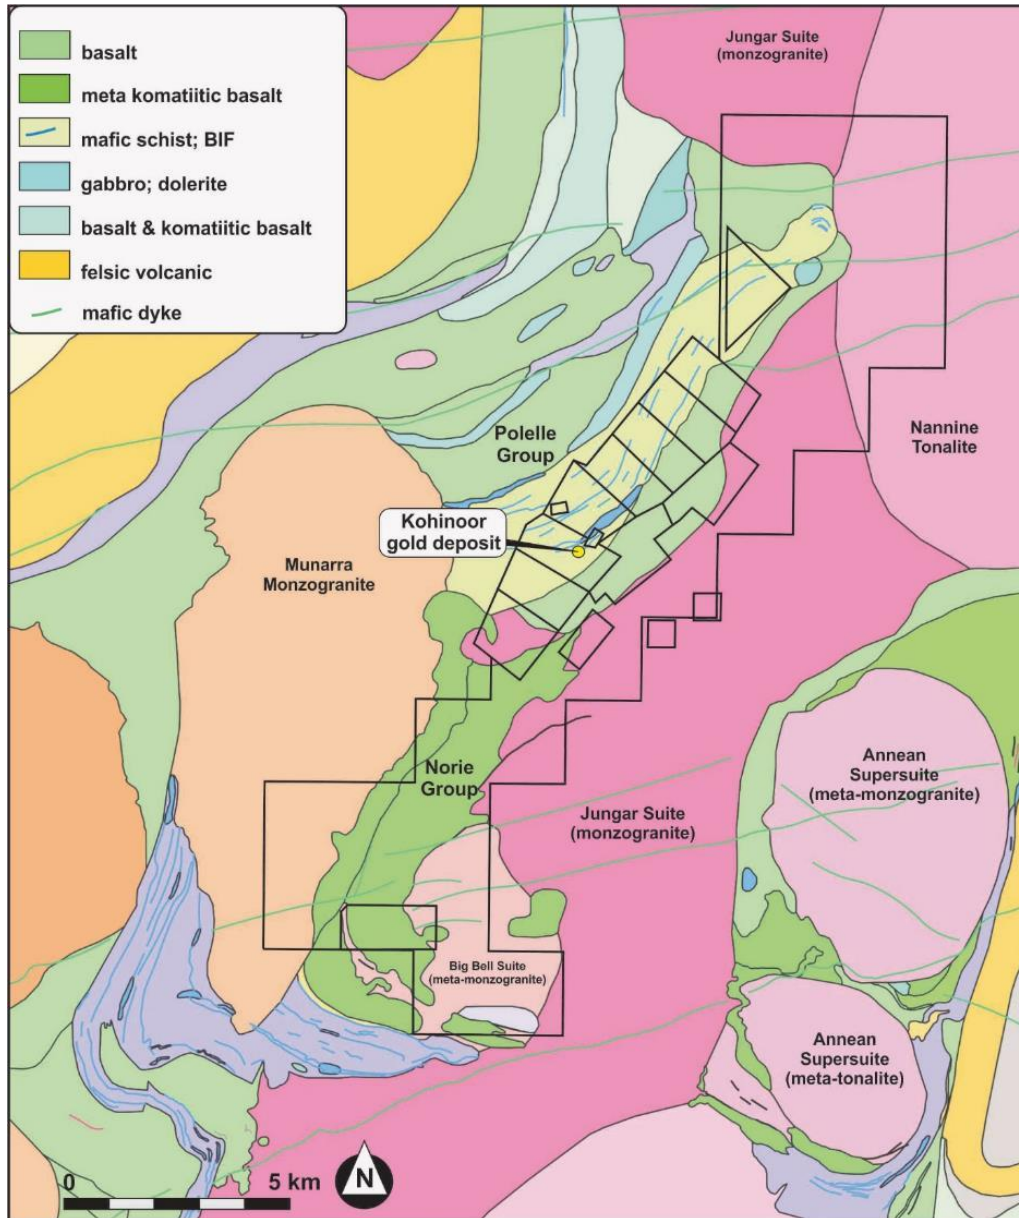 basalt
meta komatiitic basalt
mafic schist; BIF
gabbro; dolerite
basalt & komatiitic basalt
felsic volcanic
mafic dyke
Jungar Suite
(monzogranite)
Polelle
Group
Nannine
Tonalite
Kohinoor
gold deposit
Munarra
Monzogranite
Norie
Group
Annean
Supersuite
(meta-monzogranite)
Jungar Suite
(monzogranite)
Big Bell Suite
(meta-monzogranite)
Annean
Supersuite
(meta-tonalite)
0 5 km
N